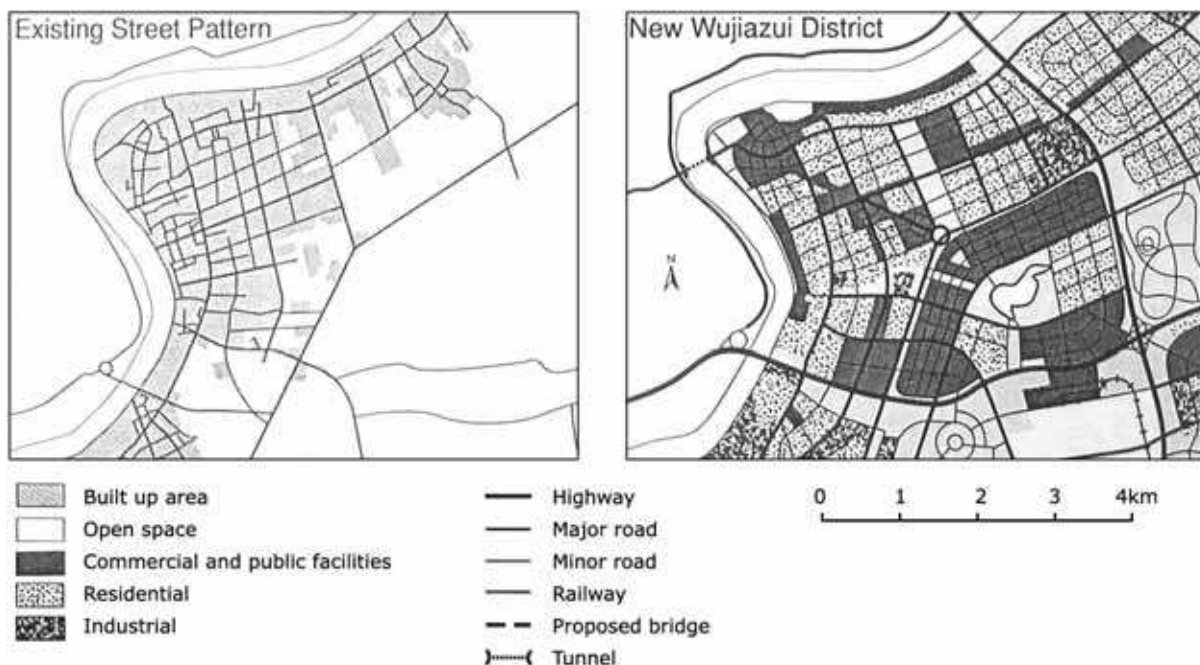 Existing Street Pattern
New Wujiazui District
N
N
Built up area
Open space
Commercial and public facilities
Residential
Industrial
Highway
Major road
Minor road
Railway
Proposed bridge
Tunnel
0 1 2 3 4km